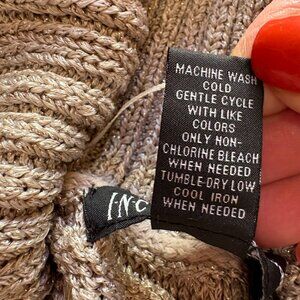 MACHINE WASH
COLD
GENTLE CYCLE
WITH LIKE
COLORS
ONLY NON-
CHLORINE BLEACH
WHEN NEEDED
TUMBLE-DRY LOW
COOL IRON
WHEN NEEDED
I·N·C